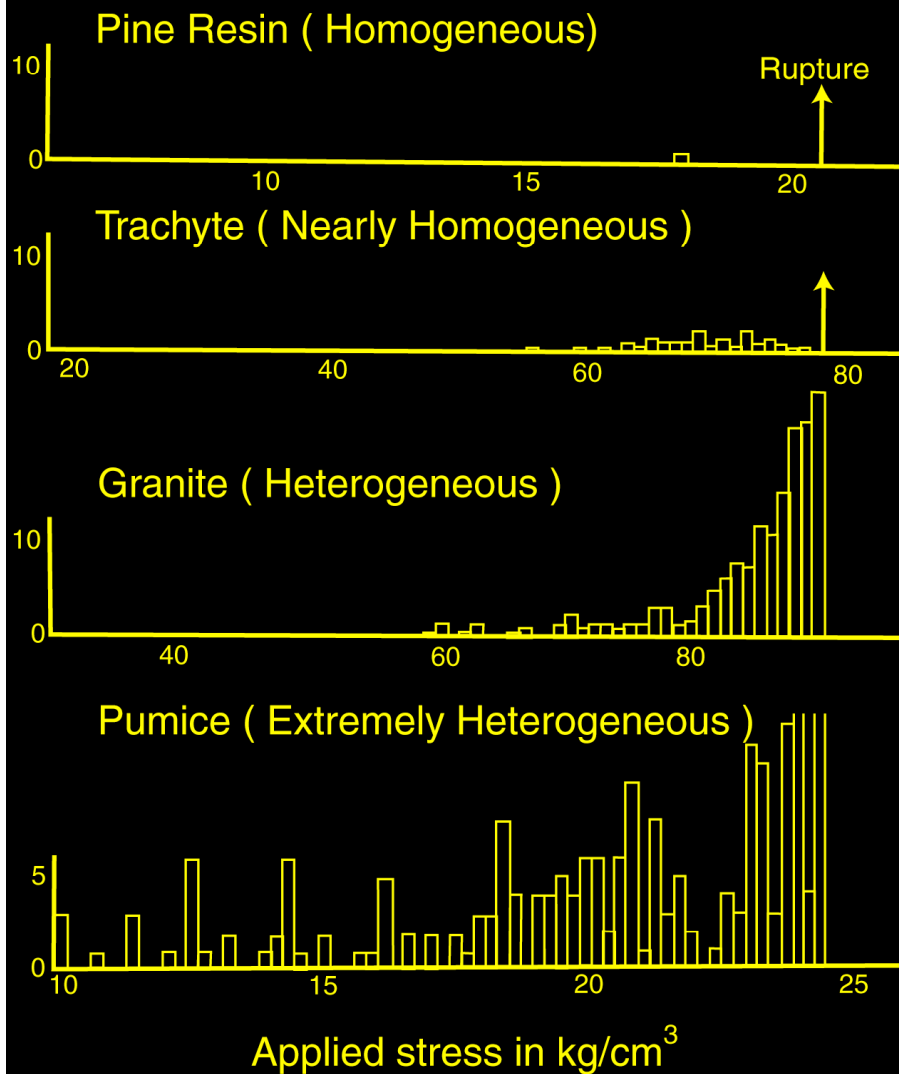 Pine Resin ( Homogeneous)
10
Rupture
0
10 15 20
Trachyte ( Nearly Homogeneous )
10
0
20 40 60 80
Granite ( Heterogeneous )
10
0
40 60 80
Pumice ( Extremely Heterogeneous )
5
0
10 15 20 25
Applied stress in kg/cm³